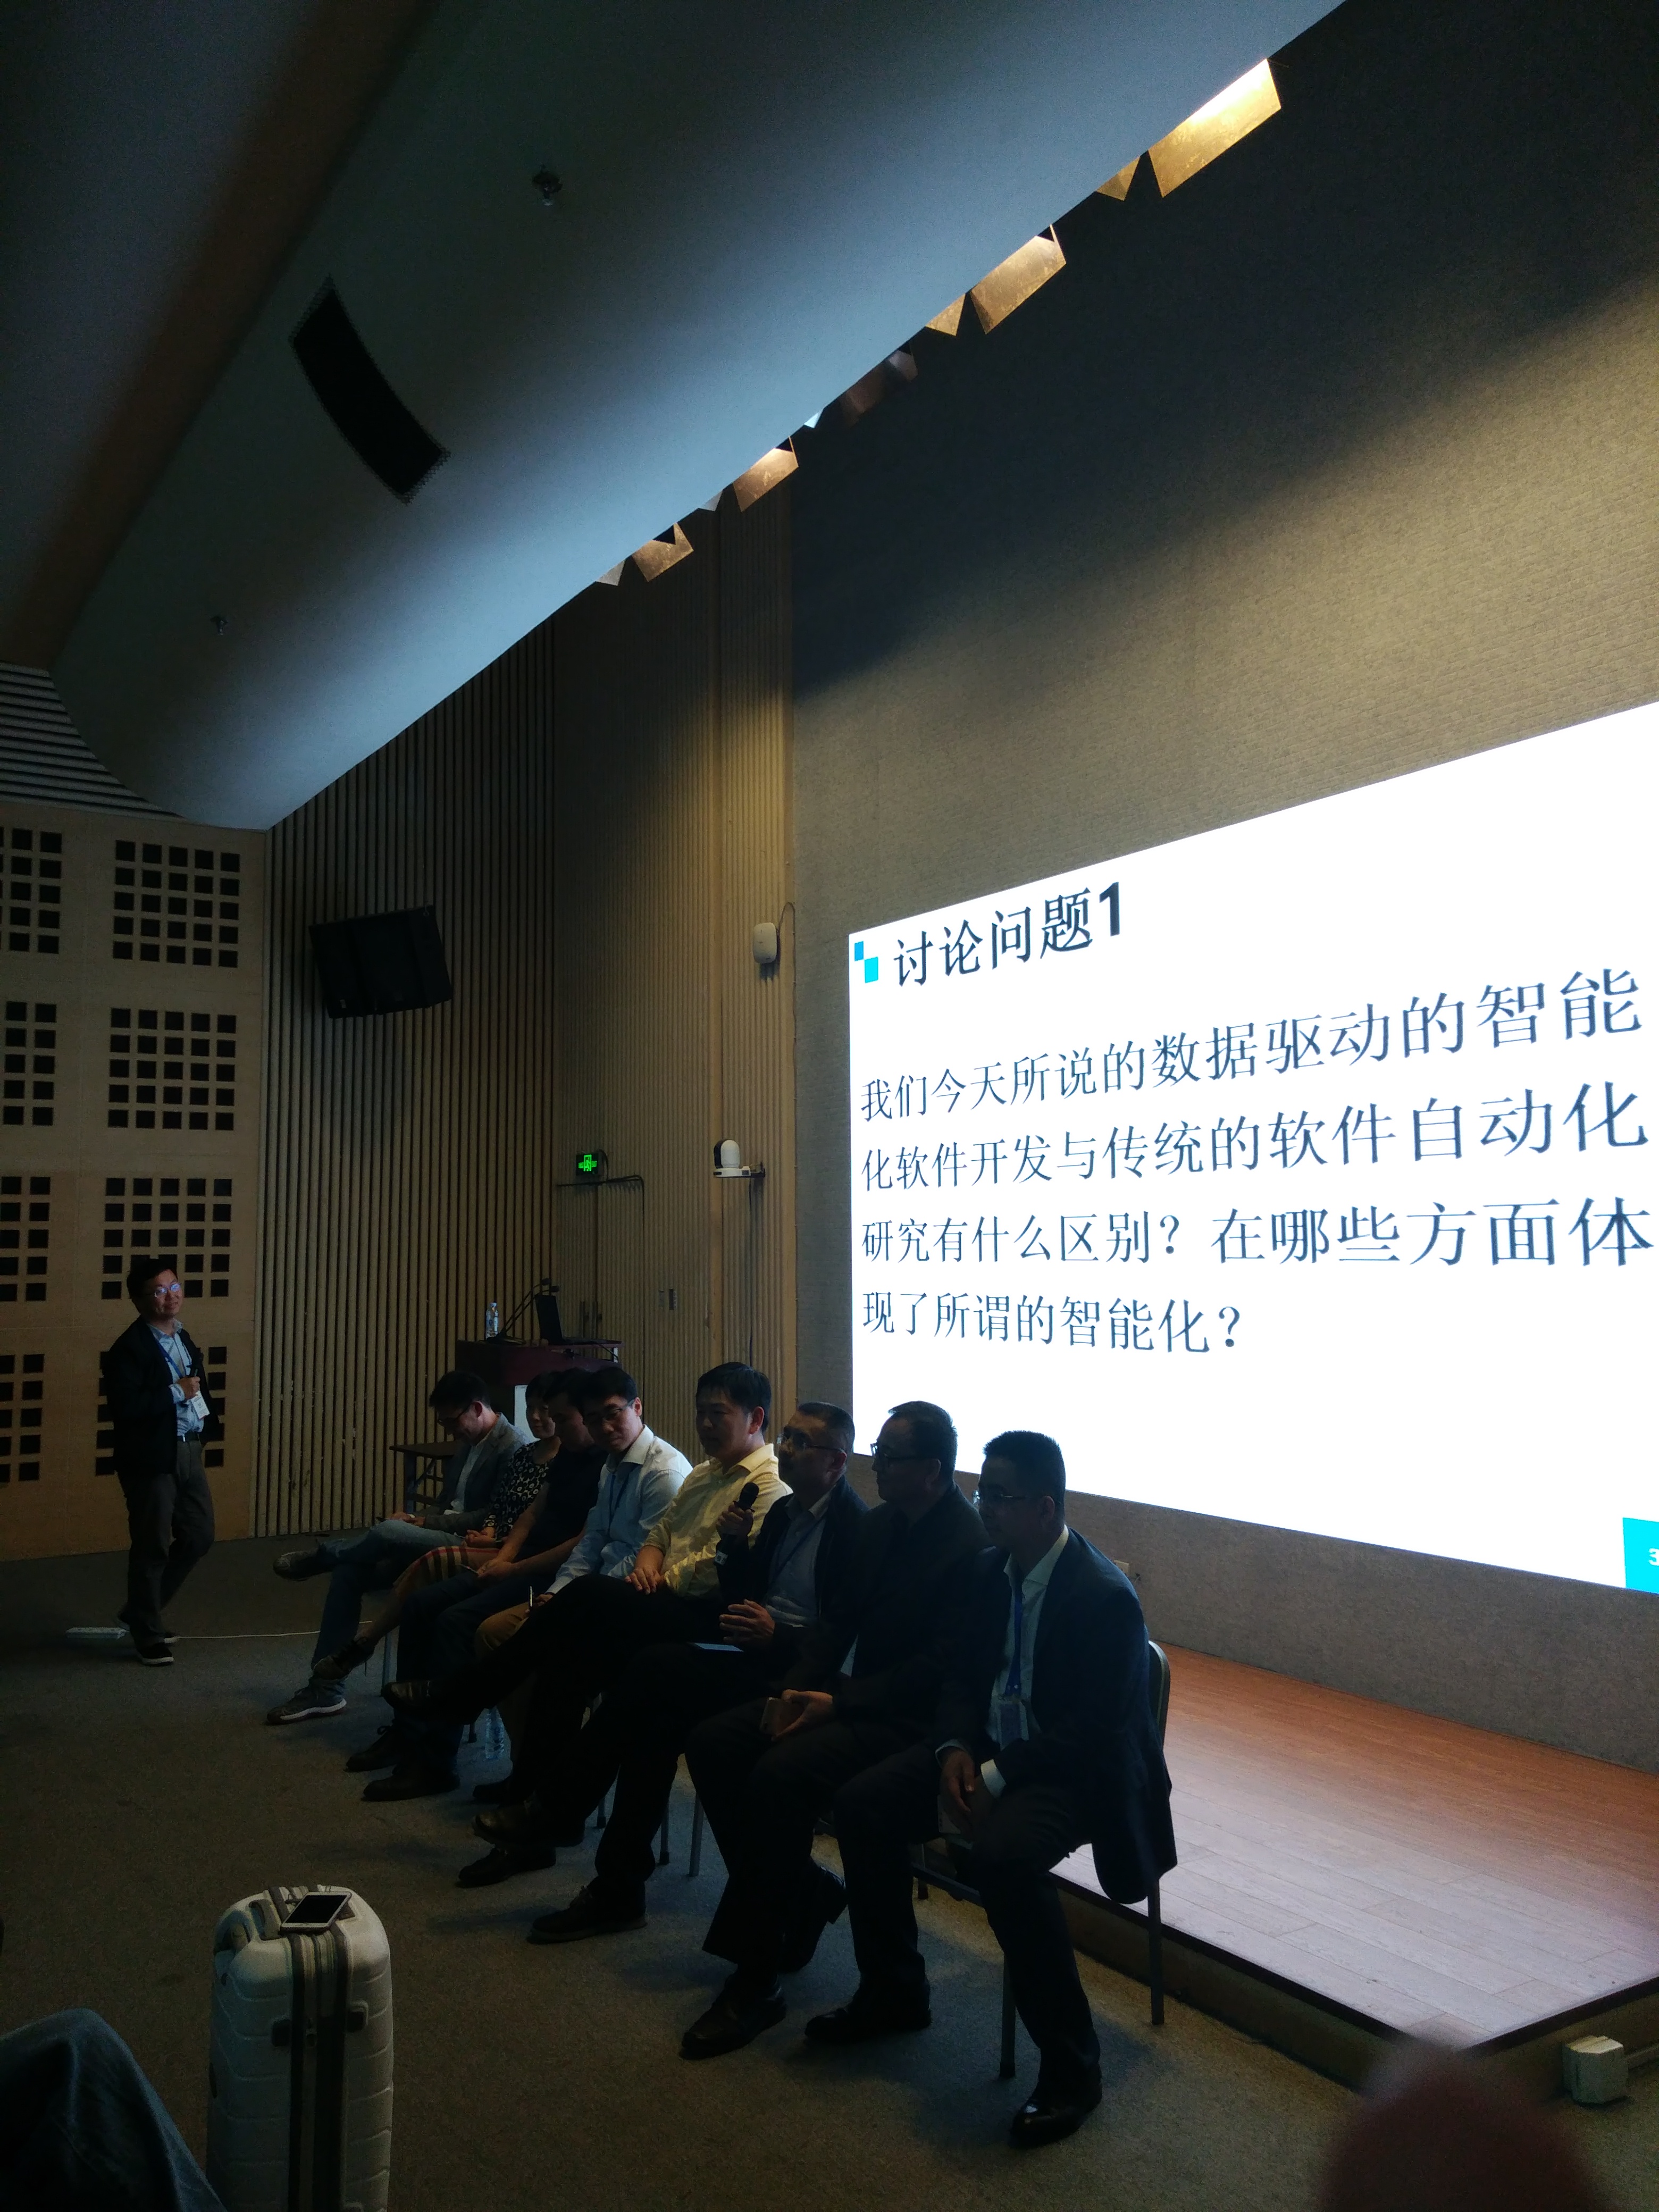 讨论问题1
我们今天所说的数据驱动的智能
化软件开发与传统的软件自动化
研究有什么区别？在哪些方面体
现了所谓的智能化？
3